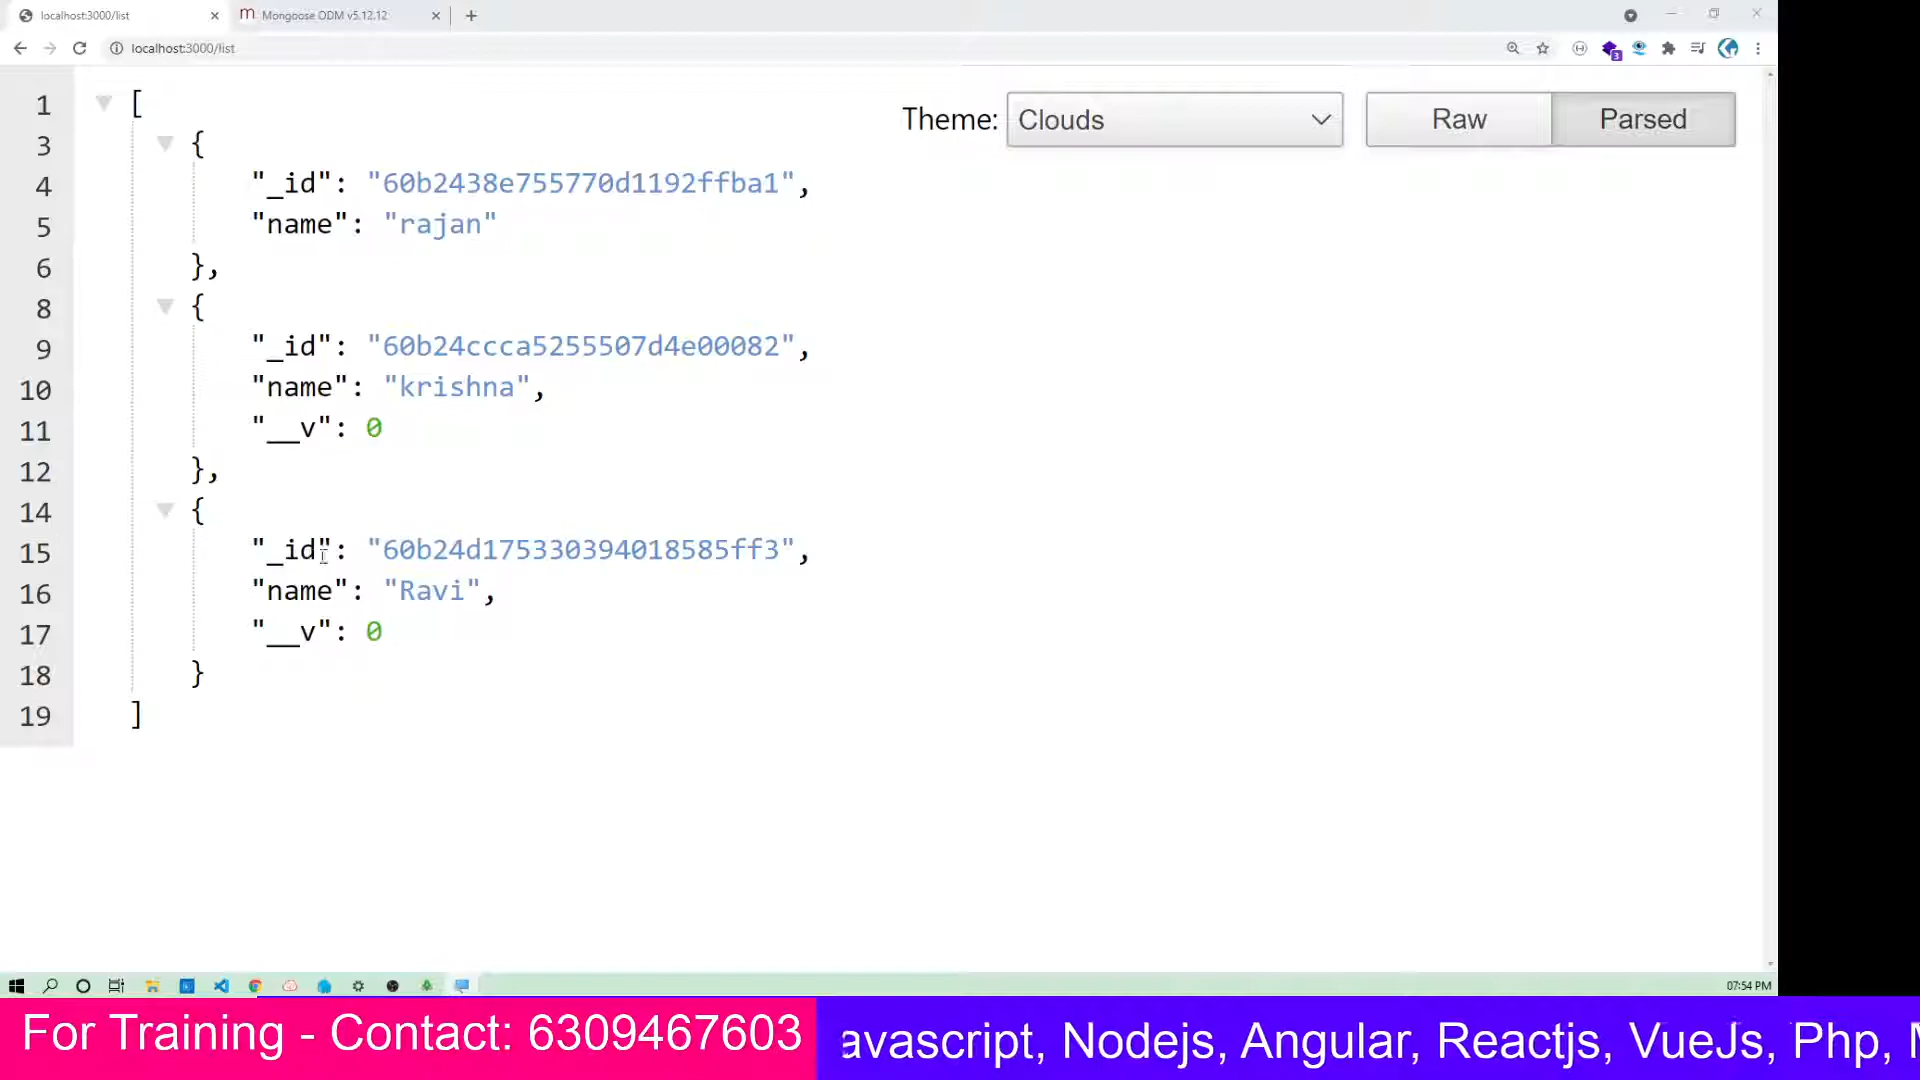 localhost:3000/list
Mongoose ODM v5.12.12
localhost:3000/list
3
Theme: Clouds Raw Parsed
1 [
3 {
4 "_id": "60b2438e755770d1192ffba1",
5 "name": "rajan"
6 },
8 {
9 "_id": "60b24ccca5255507d4e00082",
10 "name": "krishna",
11 "__v": 0
12 },
14 {
15 "_id": "60b24d175330394018585ff3",
16 "name": "Ravi",
17 "__v": 0
18 }
19 ]
07:54 PM
For Training - Contact: 6309467603
avascript, Nodejs, Angular, Reactjs, VueJs, Php,